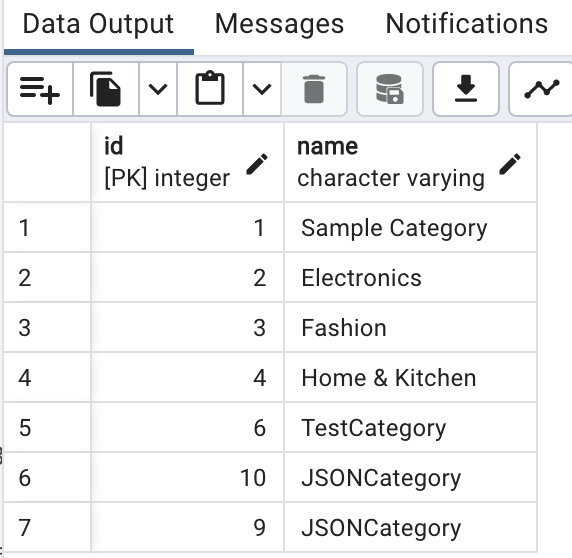 Data Output Messages Notifications
id name
[PK] integer character varying
1 1 Sample Category
2 2 Electronics
3 3 Fashion
4 4 Home & Kitchen
5 6 TestCategory
6 10 JSONCategory
7 9 JSONCategory